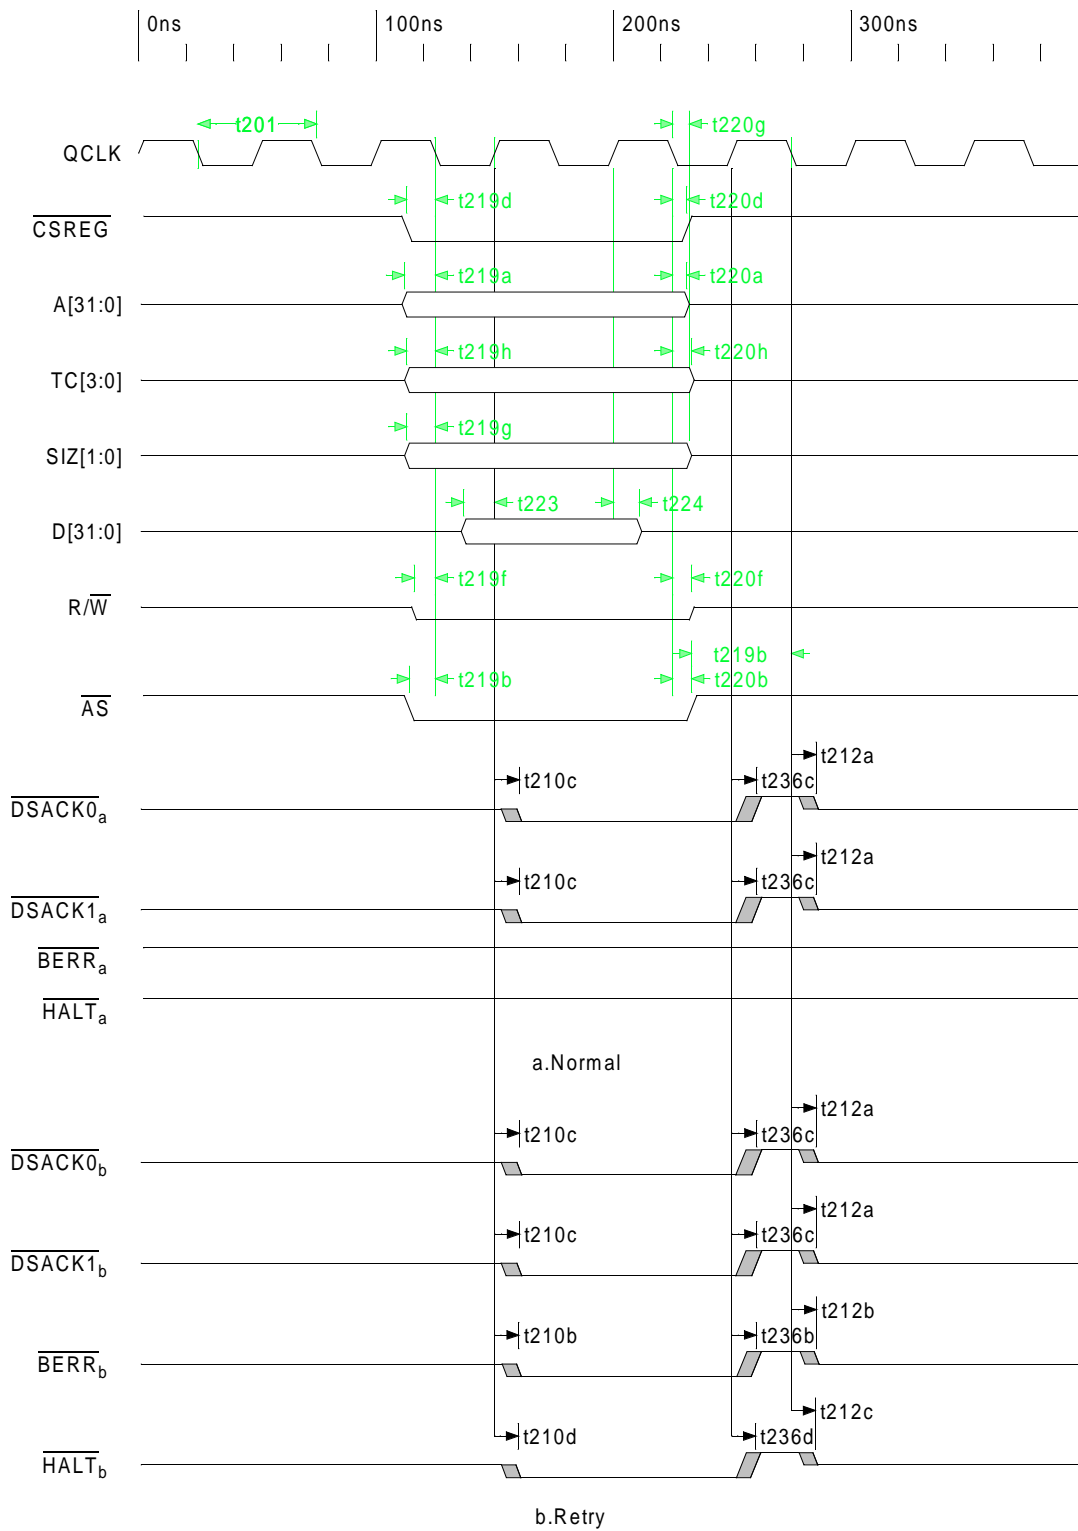 0ns 100ns 200ns 300ns
t201 t220g
QCLK
t219d t220d
CSREG
t219a t220a
A[31:0]
t219h t220h
TC[3:0]
t219g
SIZ[1:0]
t223 t224
D[31:0]
t219f t220f
R/W
t219b
t219b t220b
AS
t212a
t210c t236c
DSACK0a
t212a
t210c t236c
DSACK1a
BERRa
HALTa
a.Normal
t212a
t210c t236c
DSACK0b
t212a
t210c t236c
DSACK1b
t212b
t210b t236b
BERRb
t212c
t210d t236d
HALTb
b.Retry